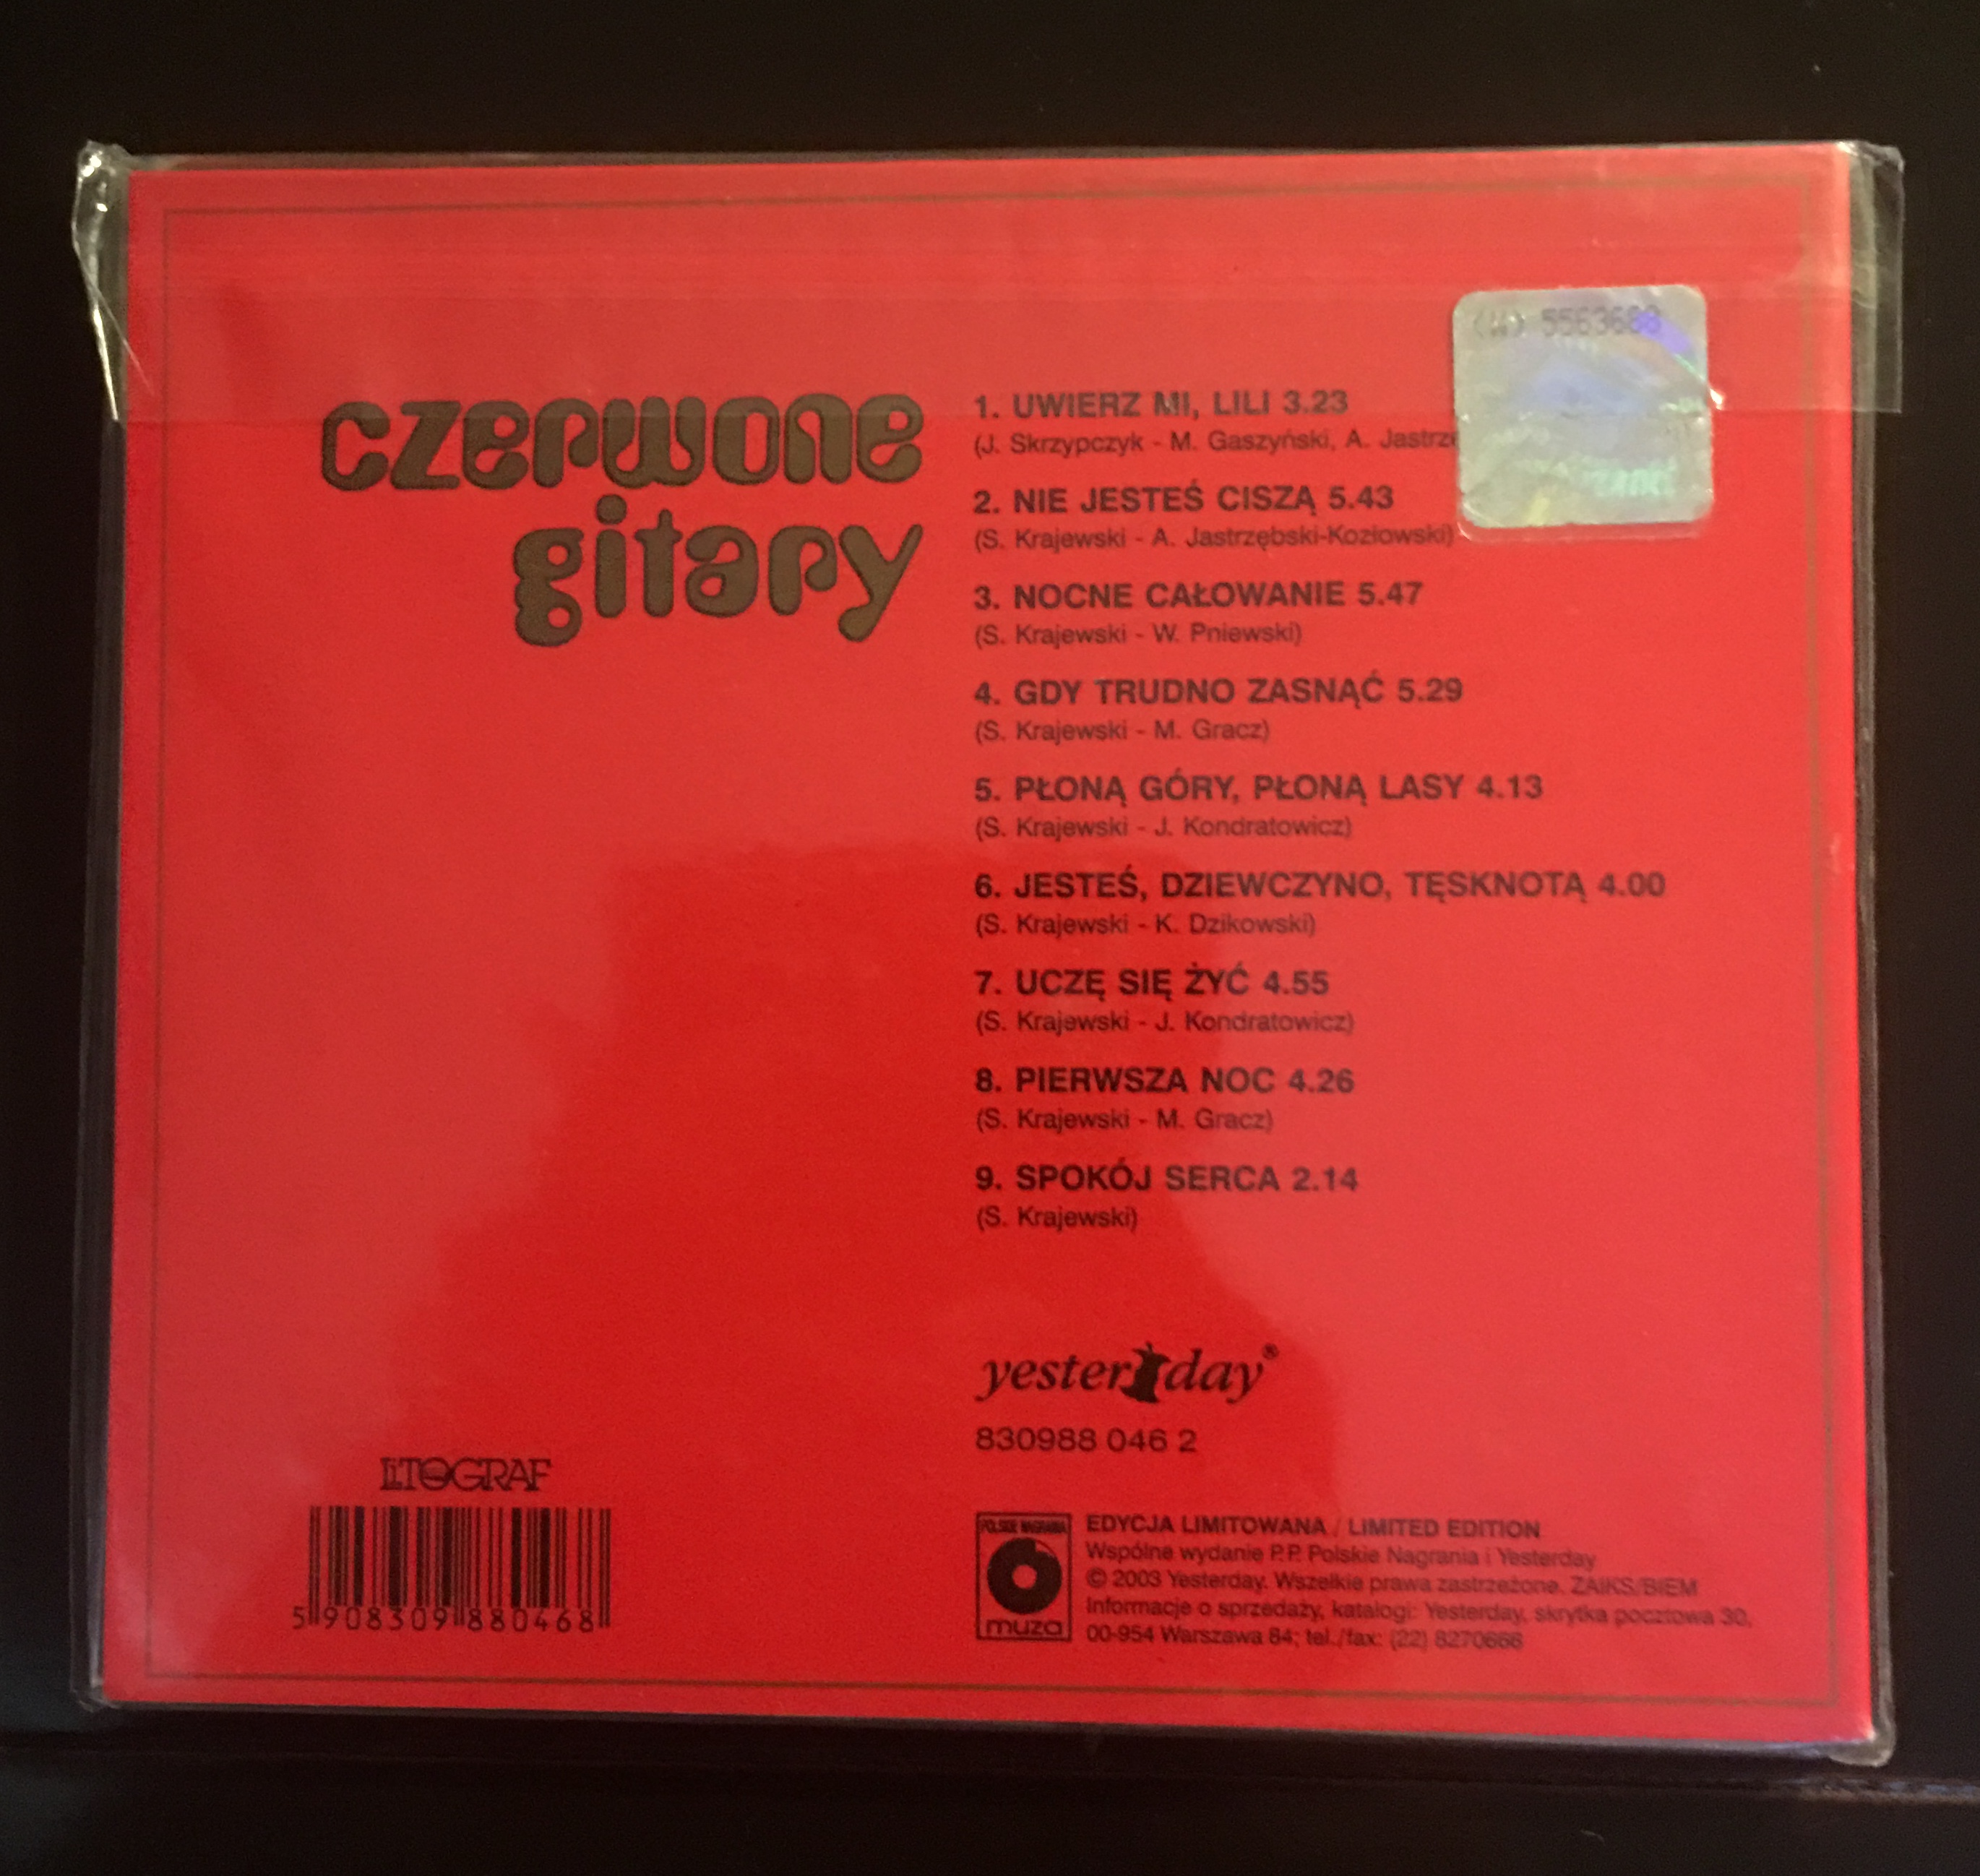 czerwone
gitary
(W) 5563688
1. UWIERZ MI, LILI 3.23
(J. Skrzypczyk - M. Gaszyński, A. Jastrzę
2. NIE JESTEŚ CISZĄ 5.43
(S. Krajewski - A. Jastrzębski-Kozłowski)
3. NOCNE CAŁOWANIE 5.47
(S. Krajewski - W. Pniewski)
4. GDY TRUDNO ZASNĄĆ 5.29
(S. Krajewski - M. Gracz)
5. PŁONĄ GÓRY, PŁONĄ LASY 4.13
(S. Krajewski - J. Kondratowicz)
6. JESTEŚ, DZIEWCZYNO, TĘSKNOTĄ 4.00
(S. Krajewski - K. Dzikowski)
7. UCZĘ SIĘ ŻYĆ 4.55
(S. Krajewski - J. Kondratowicz)
8. PIERWSZA NOC 4.26
(S. Krajewski - M. Gracz)
9. SPOKÓJ SERCA 2.14
(S. Krajewski)
yesterday®
830988 046 2
LITOGRAF
5 908309 880468
POLSKIE NAGRANIA
muza
EDYCJA LIMITOWANA / LIMITED EDITION
Wspólne wydanie P.P. Polskie Nagrania i Yesterday
© 2003 Yesterday. Wszelkie prawa zastrzeżone. ZAIKS/BIEM
Informacje o sprzedaży, katalogi: Yesterday, skrytka pocztowa 30,
00-954 Warszawa 84; tel./fax: (22) 8270666